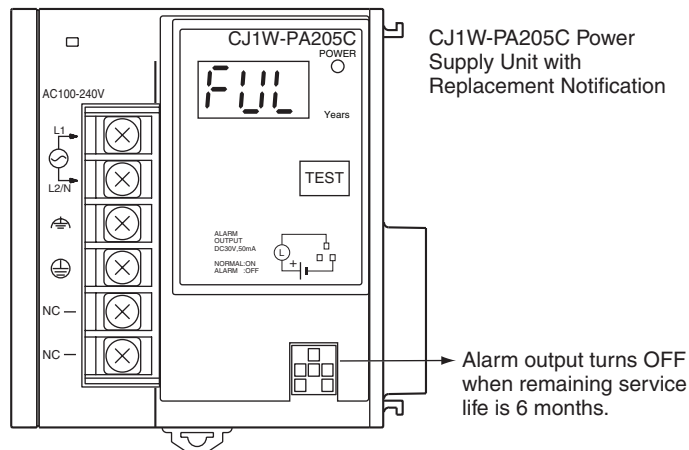 CJ1W-PA205C
POWER
FUL
Years
TEST
AC100-240V
L1
L2/N
NC
NC
ALARM
OUTPUT
DC30V,50mA
NORMAL:ON
ALARM :OFF
L
+
CJ1W-PA205C Power
Supply Unit with
Replacement Notification
Alarm output turns OFF
when remaining service
life is 6 months.